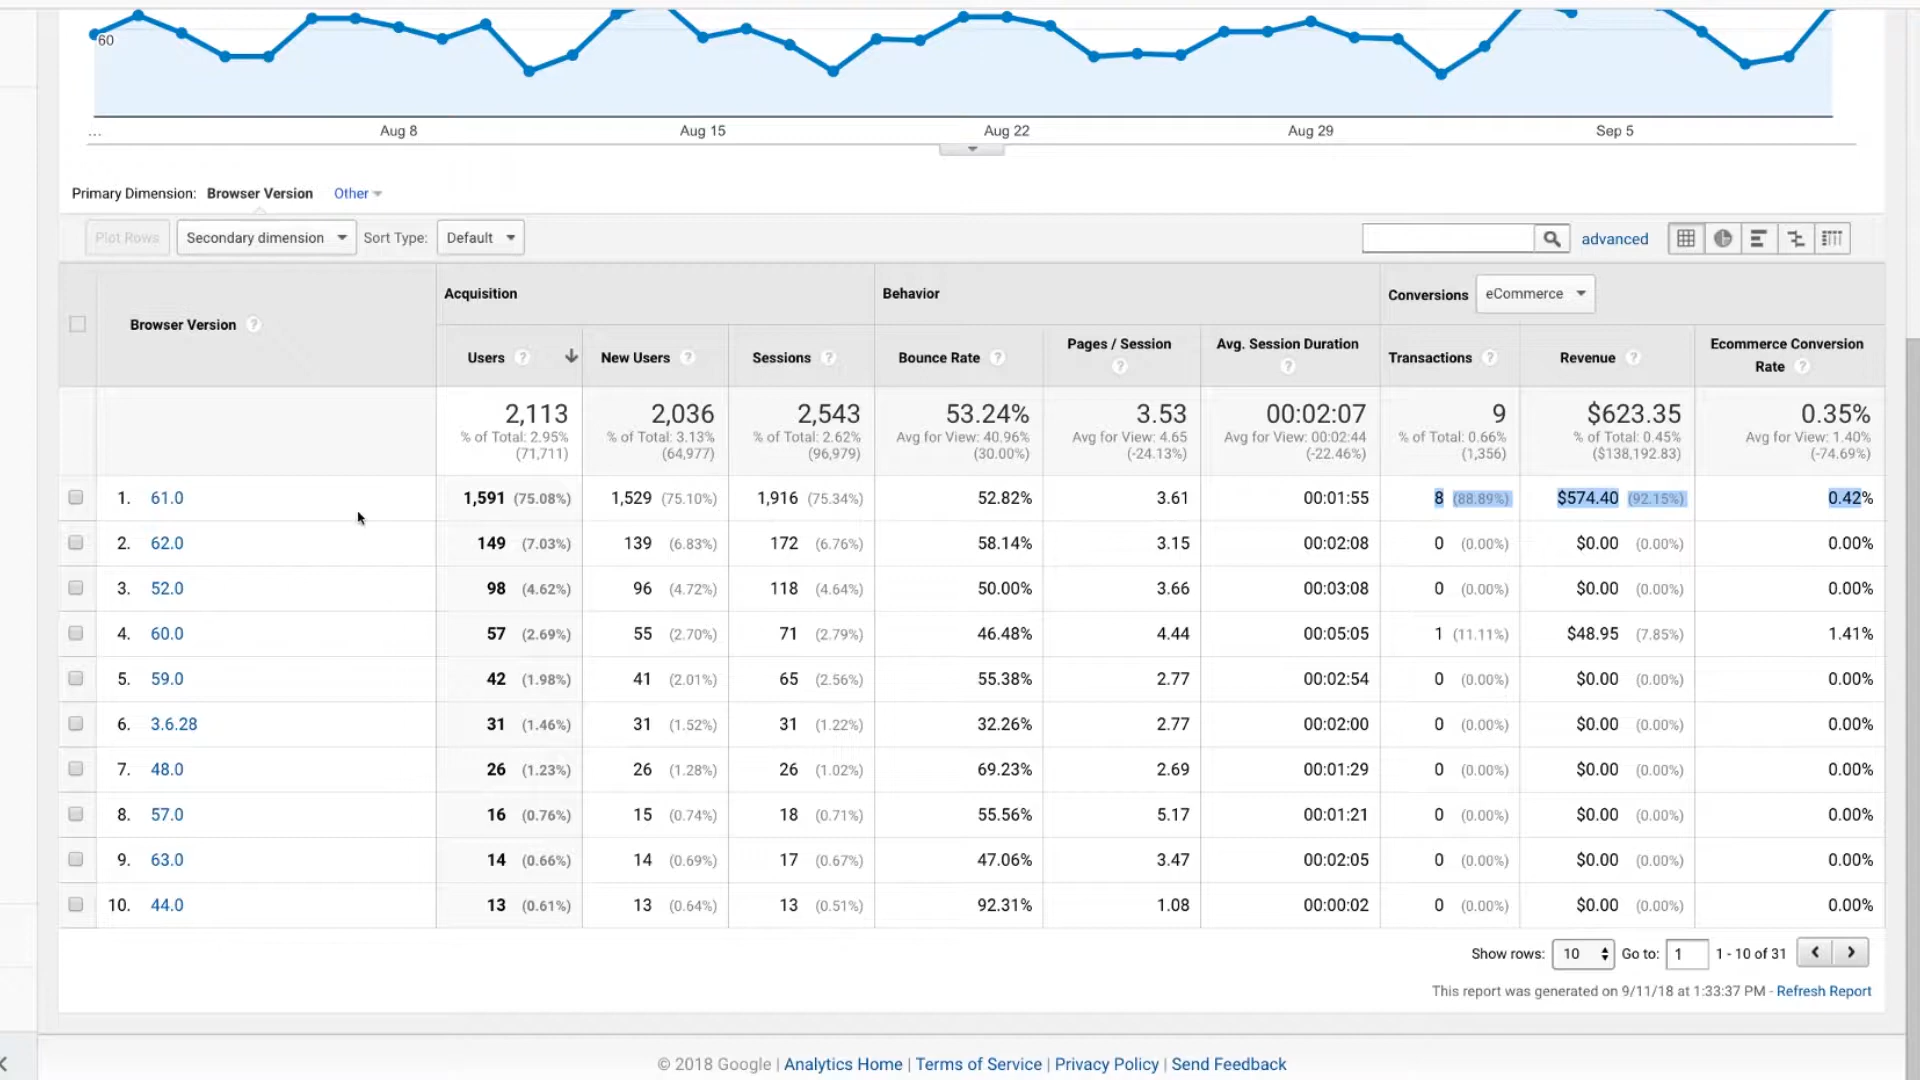 60
... Aug 8 Aug 15 Aug 22 Aug 29 Sep 5
Primary Dimension: Browser Version Other
Plot Rows Secondary dimension Sort Type: Default advanced
Acquisition Behavior Conversions eCommerce
Browser Version ?
Users ? New Users ? Sessions ? Bounce Rate ? Pages / Session ? Avg. Session Duration ? Transactions ? Revenue ? Ecommerce Conversion Rate ?
2,113 2,036 2,543 53.24% 3.53 00:02:07 9 $623.35 0.35%
% of Total: 2.95% % of Total: 3.13% % of Total: 2.62% Avg for View: 40.96% Avg for View: 4.65 Avg for View: 00:02:44 % of Total: 0.66% % of Total: 0.45% Avg for View: 1.40%
(71,711) (64,977) (96,979) (30.00%) (-24.13%) (-22.46%) (1,356) ($138,192.83) (-74.69%)
1. 61.0 1,591 (75.08%) 1,529 (75.10%) 1,916 (75.34%) 52.82% 3.61 00:01:55 8 (88.89%) $574.40 (92.15%) 0.42%
2. 62.0 149 (7.03%) 139 (6.83%) 172 (6.76%) 58.14% 3.15 00:02:08 0 (0.00%) $0.00 (0.00%) 0.00%
3. 52.0 98 (4.62%) 96 (4.72%) 118 (4.64%) 50.00% 3.66 00:03:08 0 (0.00%) $0.00 (0.00%) 0.00%
4. 60.0 57 (2.69%) 55 (2.70%) 71 (2.79%) 46.48% 4.44 00:05:05 1 (11.11%) $48.95 (7.85%) 1.41%
5. 59.0 42 (1.98%) 41 (2.01%) 65 (2.56%) 55.38% 2.77 00:02:54 0 (0.00%) $0.00 (0.00%) 0.00%
6. 3.6.28 31 (1.46%) 31 (1.52%) 31 (1.22%) 32.26% 2.77 00:02:00 0 (0.00%) $0.00 (0.00%) 0.00%
7. 48.0 26 (1.23%) 26 (1.28%) 26 (1.02%) 69.23% 2.69 00:01:29 0 (0.00%) $0.00 (0.00%) 0.00%
8. 57.0 16 (0.76%) 15 (0.74%) 18 (0.71%) 55.56% 5.17 00:01:21 0 (0.00%) $0.00 (0.00%) 0.00%
9. 63.0 14 (0.66%) 14 (0.69%) 17 (0.67%) 47.06% 3.47 00:02:05 0 (0.00%) $0.00 (0.00%) 0.00%
10. 44.0 13 (0.61%) 13 (0.64%) 13 (0.51%) 92.31% 1.08 00:00:02 0 (0.00%) $0.00 (0.00%) 0.00%
Show rows: 10 Go to: 1 1 - 10 of 31
This report was generated on 9/11/18 at 1:33:37 PM - Refresh Report
© 2018 Google | Analytics Home | Terms of Service | Privacy Policy | Send Feedback